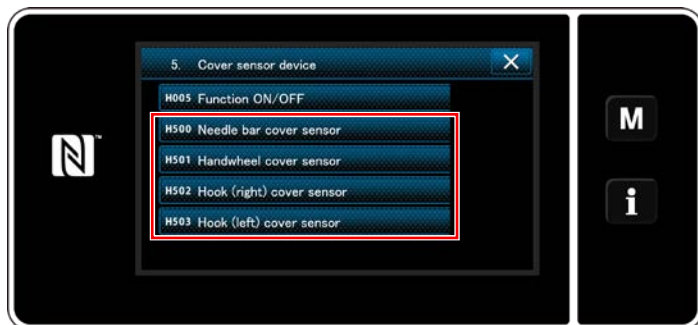 5. Cover sensor device
H005 Function ON/OFF
H500 Needle bar cover sensor
H501 Handwheel cover sensor
H502 Hook (right) cover sensor
H503 Hook (left) cover sensor
M
i